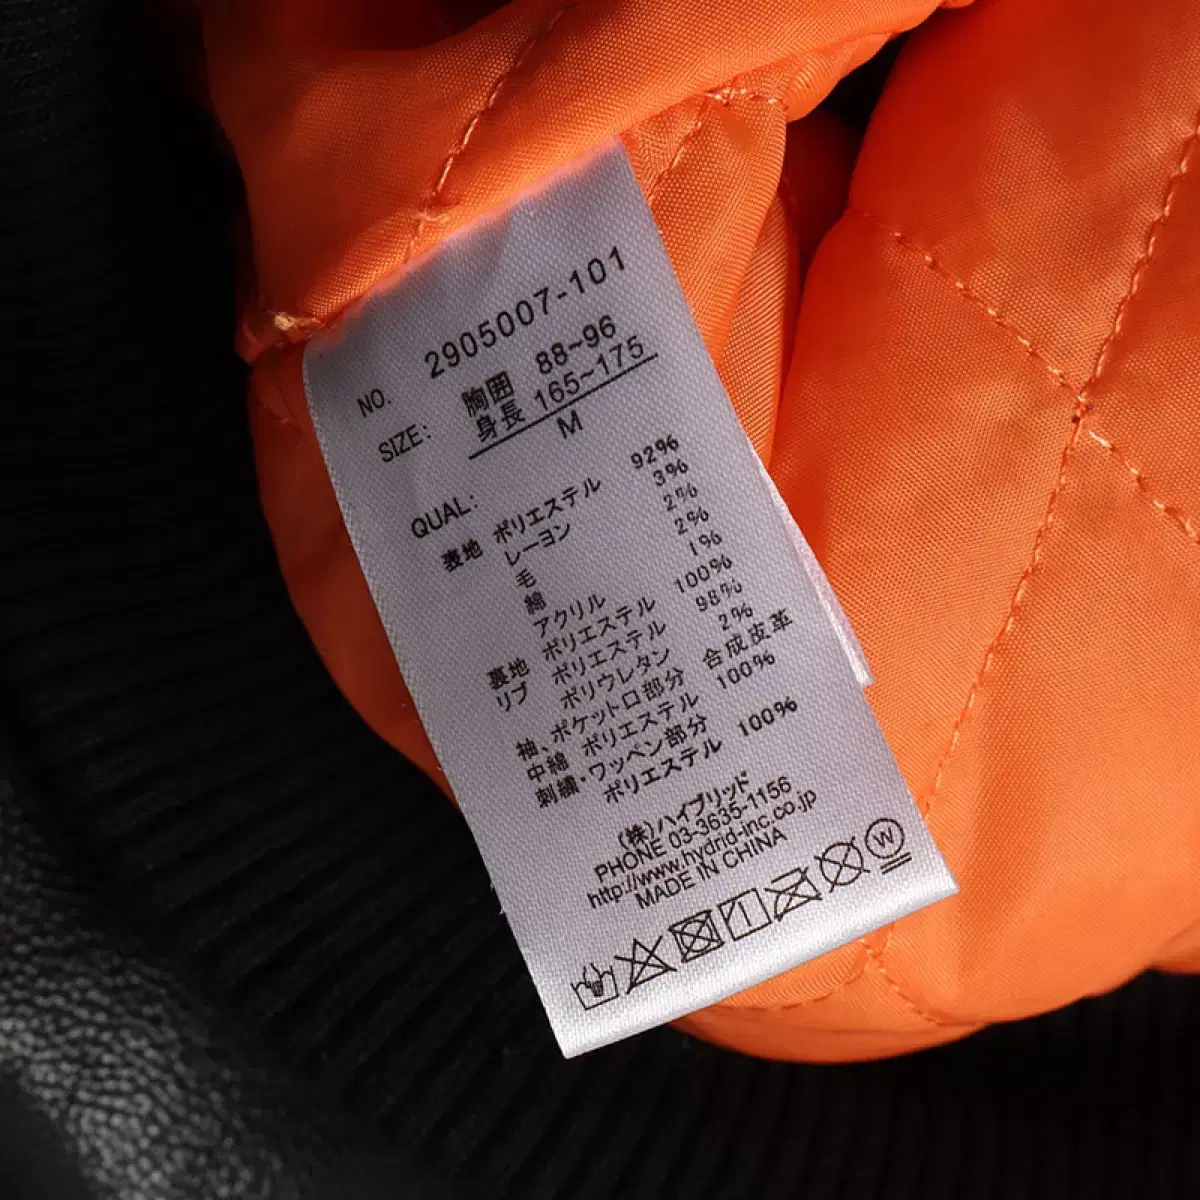 NO. 2905007-101
SIZE: 胸囲 88~96
身長 165~175
M
QUAL:
表地 ポリエステル 92%
レーヨン 3%
毛 2%
綿 2%
アクリル 1%
裏地 ポリエステル 100%
リブ ポリエステル 98%
ポリウレタン 2%
袖、ポケット口部分 合成皮革
中綿 ポリエステル 100%
刺繍・ワッペン部分
ポリエステル 100%
(株)ハイブリッド
PHONE 03-3635-1156
http://www.hydrid-inc.co.jp
MADE IN CHINA
W